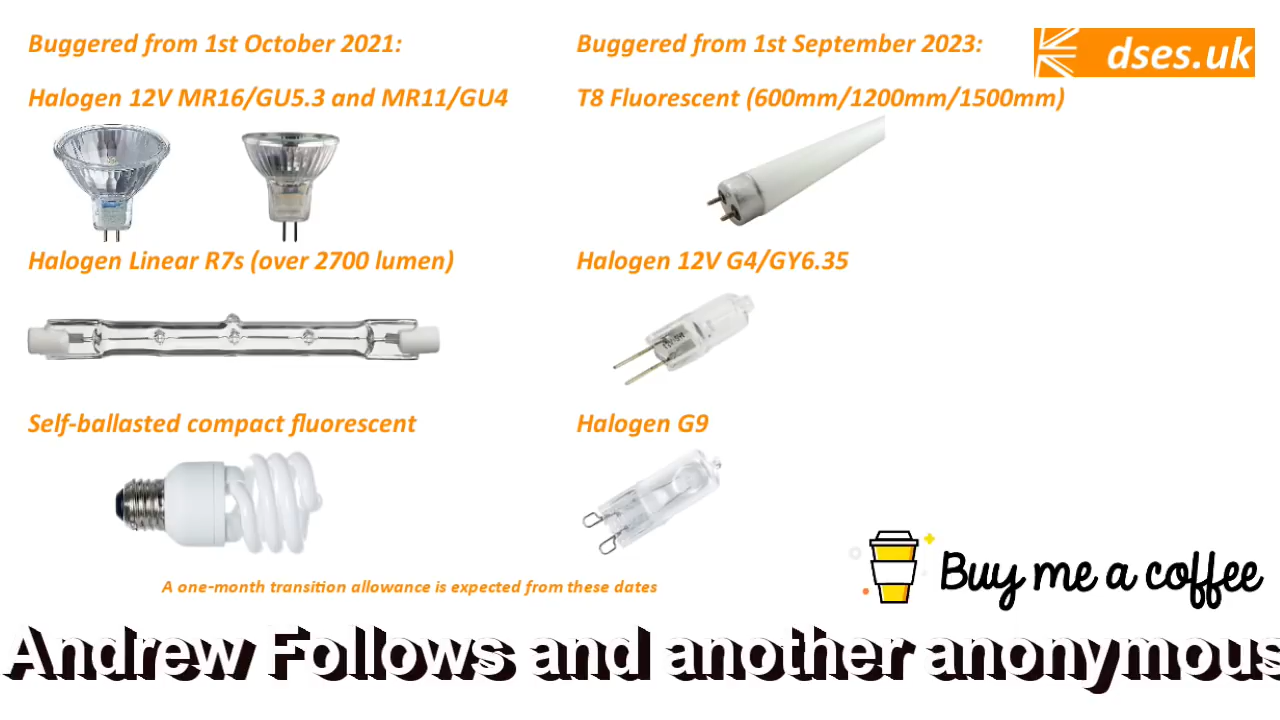 Buggered from 1st October 2021:
Halogen 12V MR16/GU5.3 and MR11/GU4
Halogen Linear R7s (over 2700 lumen)
Self-ballasted compact fluorescent
Buggered from 1st September 2023:
T8 Fluorescent (600mm/1200mm/1500mm)
Halogen 12V G4/GY6.35
Halogen G9
dses.uk
A one-month transition allowance is expected from these dates
Buy me a coffee
Andrew Follows and another anonymous